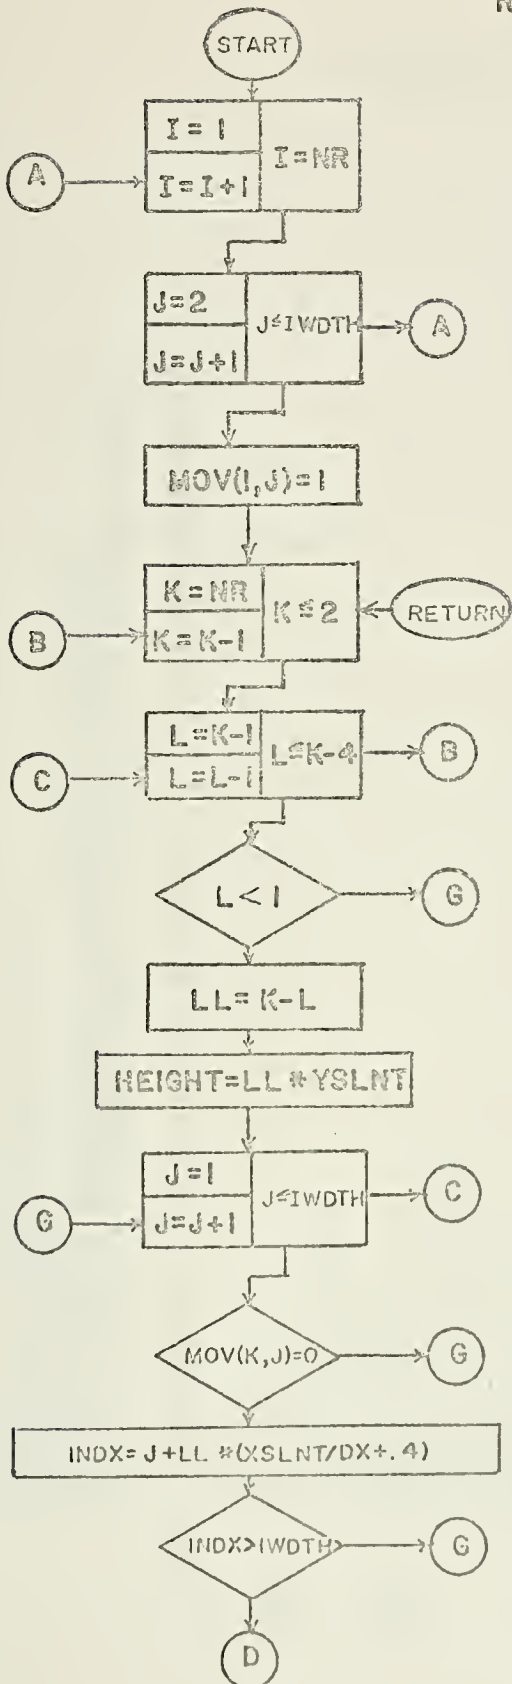 START
I = 1
I = NR
A
I = I+1
J=2
J≤IWDTH
A
J=J+1
MOV(I,J)=1
K=NR
K≤2
RETURN
B
K=K-1
L=K-1
L≤K-4
B
C
L=L-1
L < 1
G
LL= K-L
HEIGHT=LL*YSLNT
J=1
J≤IWDTH
C
G
J=J+1
MOV(K,J)=0
G
INDX= J+LL*(XSLNT/DX+.4)
INDX>IWDTH
G
D